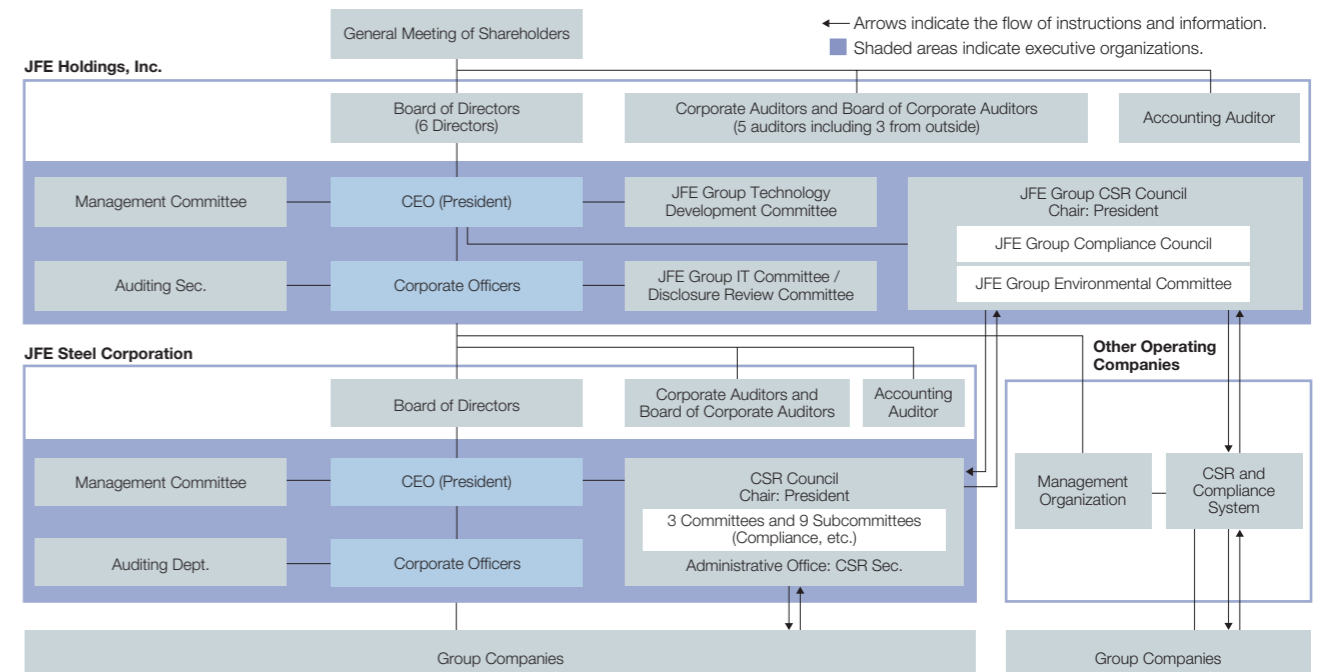 General Meeting of Shareholders
Arrows indicate the flow of instructions and information.
Shaded areas indicate executive organizations.
JFE Holdings, Inc.
Board of Directors
(6 Directors)
Corporate Auditors and Board of Corporate Auditors
(5 auditors including 3 from outside)
Accounting Auditor
Management Committee
CEO (President)
JFE Group Technology
Development Committee
JFE Group CSR Council
Chair: President
JFE Group Compliance Council
JFE Group Environmental Committee
Auditing Sec.
Corporate Officers
JFE Group IT Committee /
Disclosure Review Committee
JFE Steel Corporation
Board of Directors
Corporate Auditors and
Board of Corporate Auditors
Accounting
Auditor
Management Committee
CEO (President)
CSR Council
Chair: President
3 Committees and 9 Subcommittees
(Compliance, etc.)
Administrative Office: CSR Sec.
Auditing Dept.
Corporate Officers
Other Operating
Companies
Management
Organization
CSR and
Compliance
System
Group Companies
Group Companies